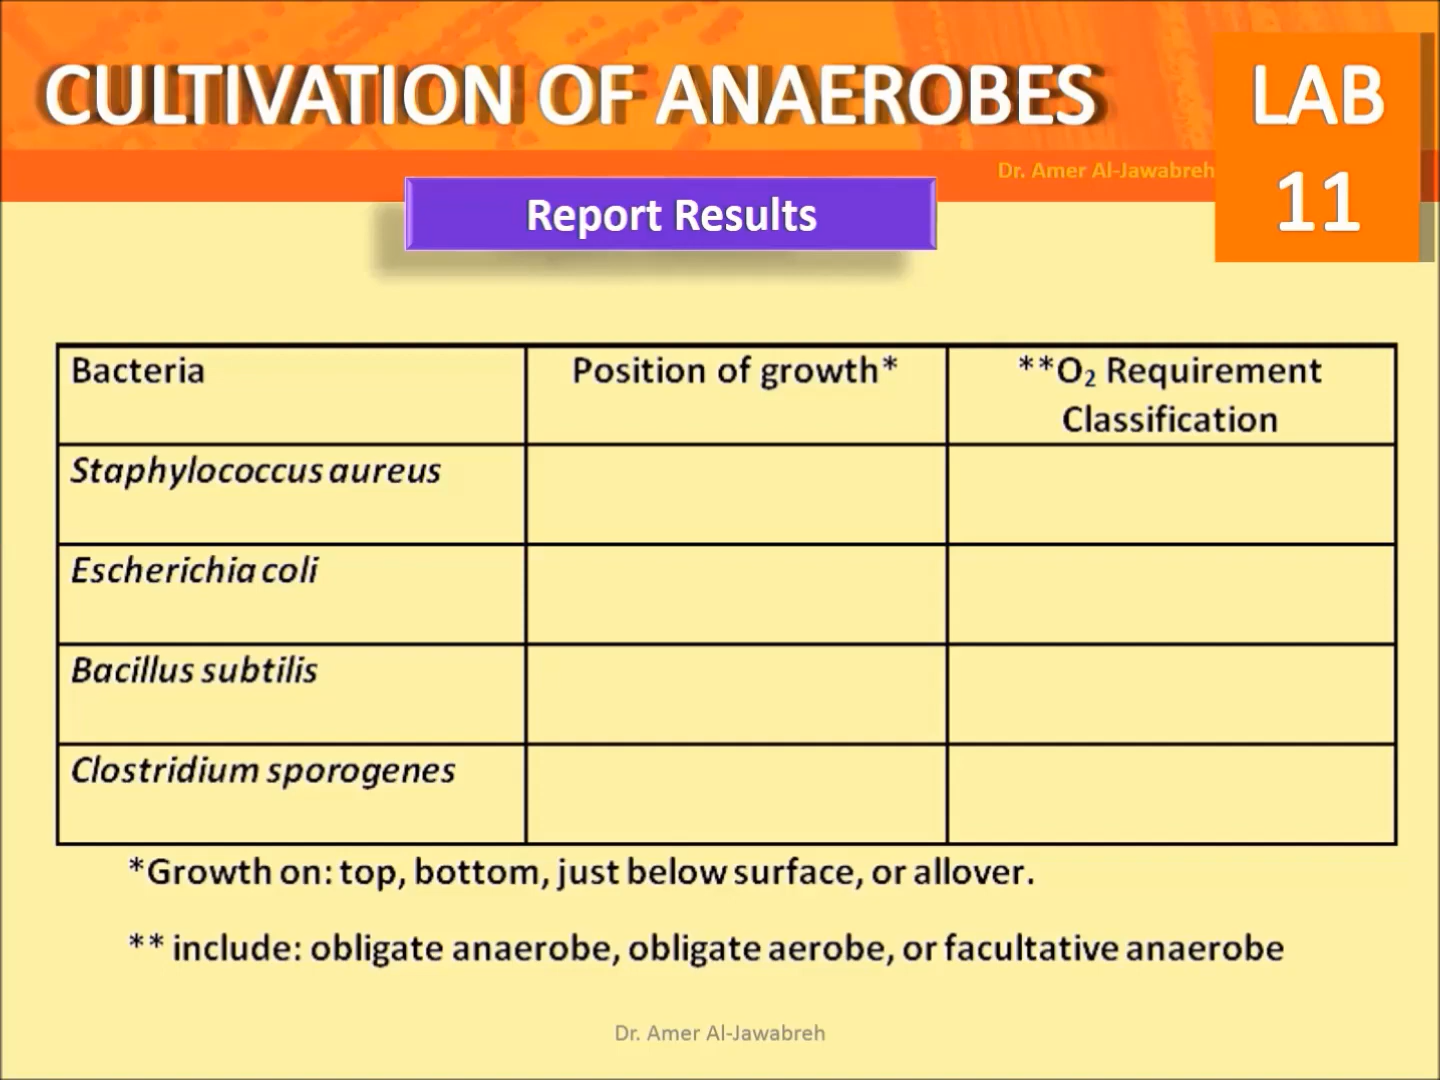 CULTIVATION OF ANAEROBES
LAB
11
Dr. Amer Al-Jawabreh
Report Results
Bacteria
Position of growth*
**O₂ Requirement
Classification
Staphylococcus aureus
Escherichia coli
Bacillus subtilis
Clostridium sporogenes
*Growth on: top, bottom, just below surface, or allover.
** include: obligate anaerobe, obligate aerobe, or facultative anaerobe
Dr. Amer Al-Jawabreh